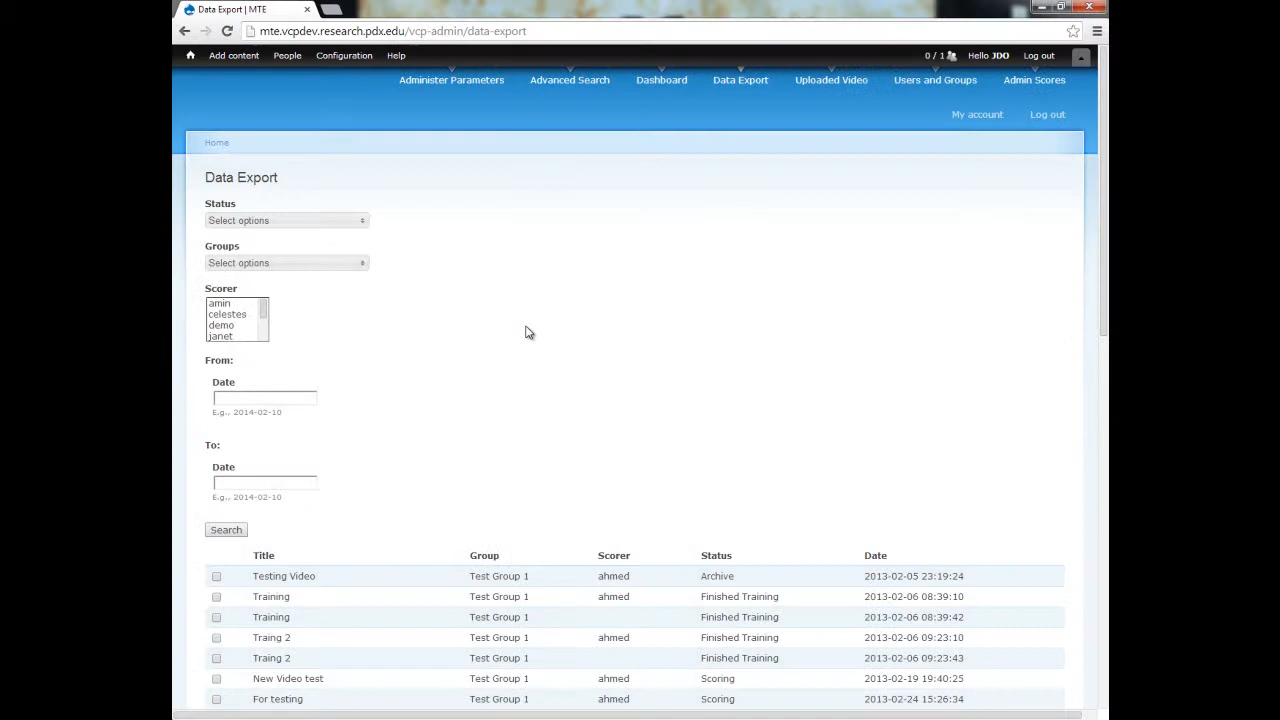 Data Export | MTE
mte.vcpdev.research.pdx.edu/vcp-admin/data-export
Add content People Configuration Help 0 / 1 Hello JDO Log out
Administer Parameters Advanced Search Dashboard Data Export Uploaded Video Users and Groups Admin Scores
My account Log out
Home
Data Export
Status
Select options
Groups
Select options
Scorer
amin
celestes
demo
janet
From:
Date
E.g., 2014-02-10
To:
Date
E.g., 2014-02-10
Search
Title Group Scorer Status Date
Testing Video Test Group 1 ahmed Archive 2013-02-05 23:19:24
Training Test Group 1 ahmed Finished Training 2013-02-06 08:39:10
Training Test Group 1 Finished Training 2013-02-06 08:39:42
Traing 2 Test Group 1 ahmed Finished Training 2013-02-06 09:23:10
Traing 2 Test Group 1 Finished Training 2013-02-06 09:23:43
New Video test Test Group 1 ahmed Scoring 2013-02-19 19:40:25
For testing Test Group 1 ahmed Scoring 2013-02-24 15:26:34